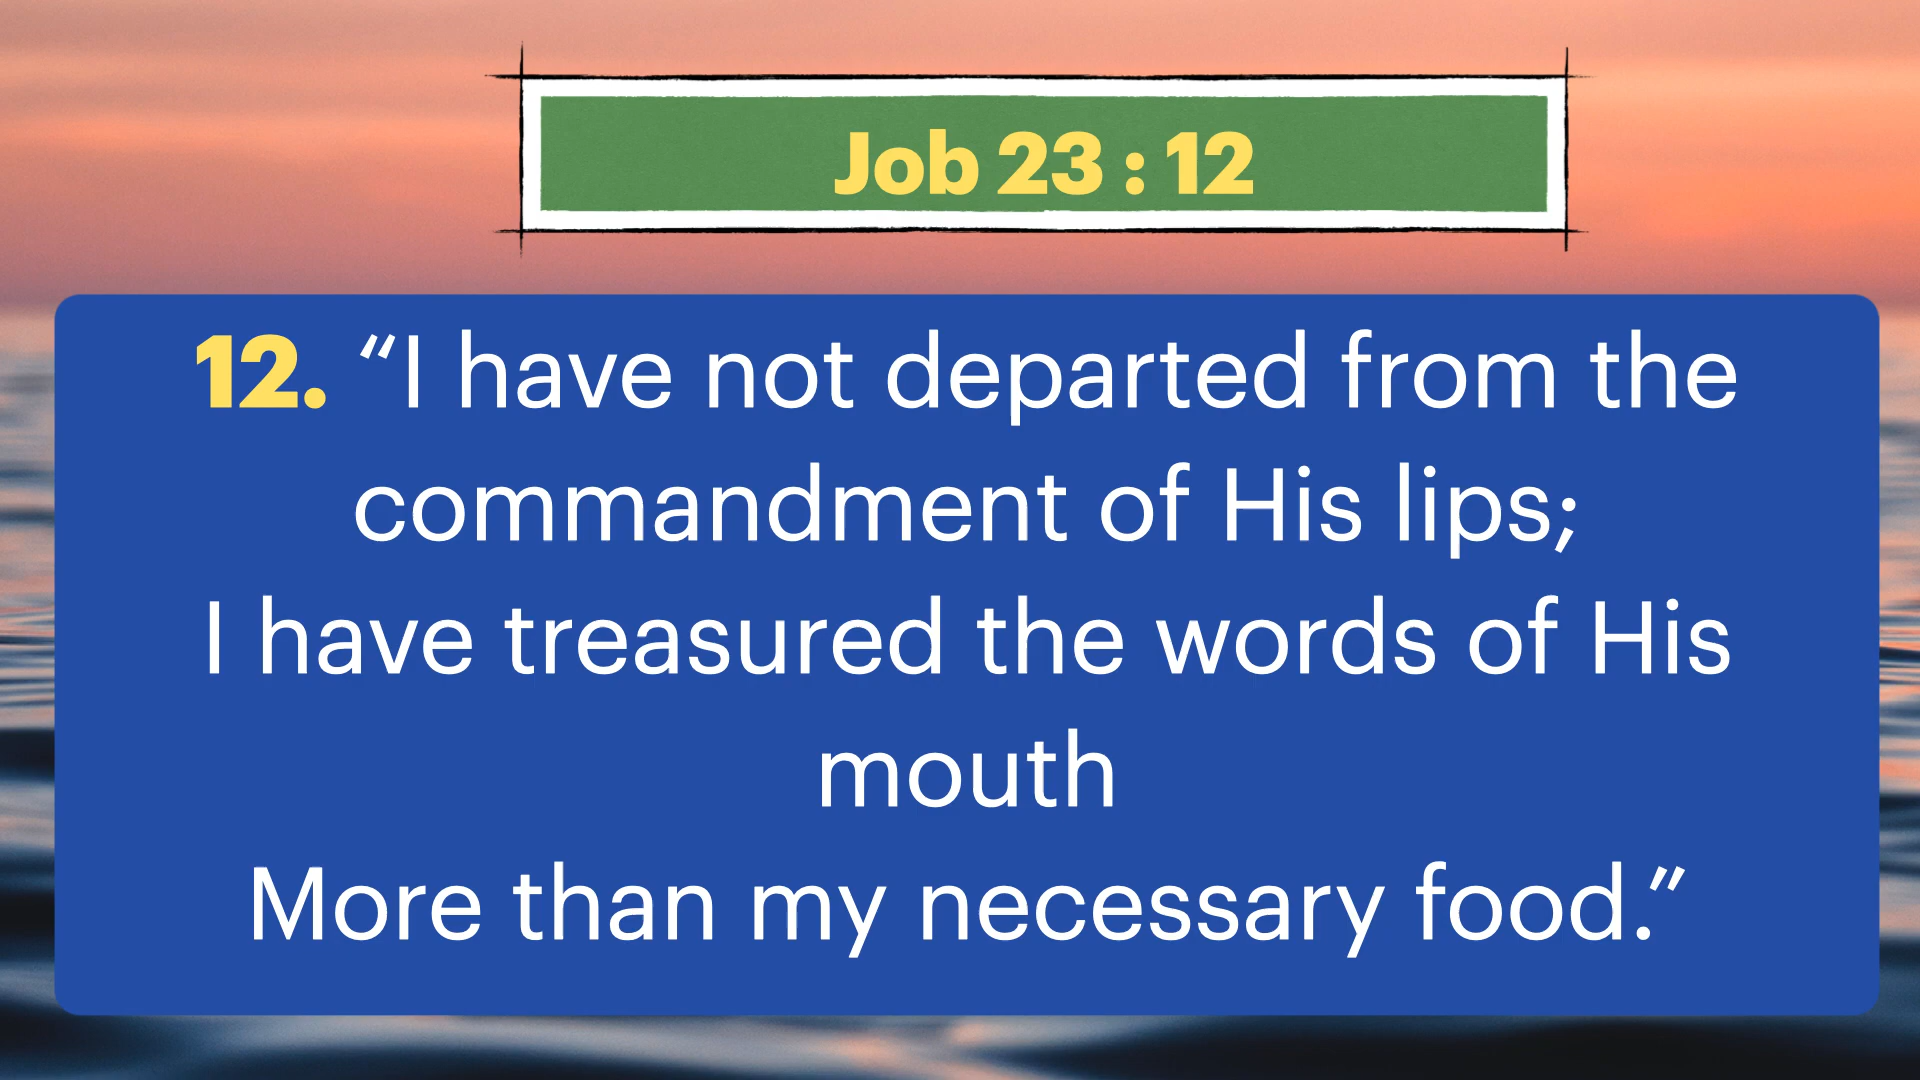 Job 23 : 12
12. “I have not departed from the
commandment of His lips;
I have treasured the words of His
mouth
More than my necessary food.”